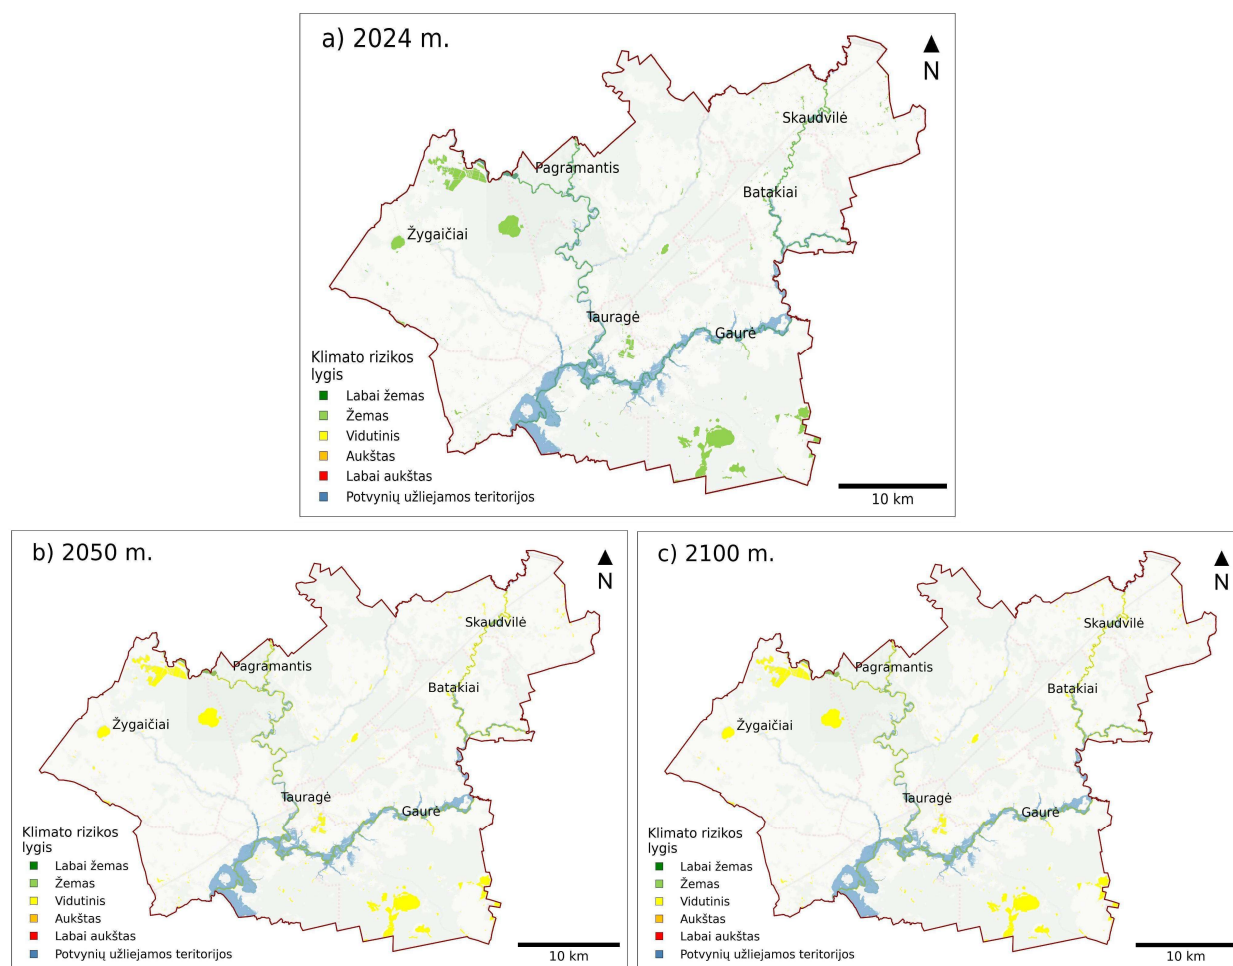 a) 2024 m.
N
Skaudvilė
Pagramantis
Batakiai
Žygaičiai
Tauragė
Gaurė
Klimato rizikos
lygis
Labai žemas
Žemas
Vidutinis
Aukštas
Labai aukštas
Potvynių užliejamos teritorijos
10 km
b) 2050 m.
N
Skaudvilė
Pagramantis
Batakiai
Žygaičiai
Tauragė
Gaurė
Klimato rizikos
lygis
Labai žemas
Žemas
Vidutinis
Aukštas
Labai aukštas
Potvynių užliejamos teritorijos
10 km
c) 2100 m.
N
Skaudvilė
Pagramantis
Batakiai
Žygaičiai
Tauragė
Gaurė
Klimato rizikos
lygis
Labai žemas
Žemas
Vidutinis
Aukštas
Labai aukštas
Potvynių užliejamos teritorijos
10 km